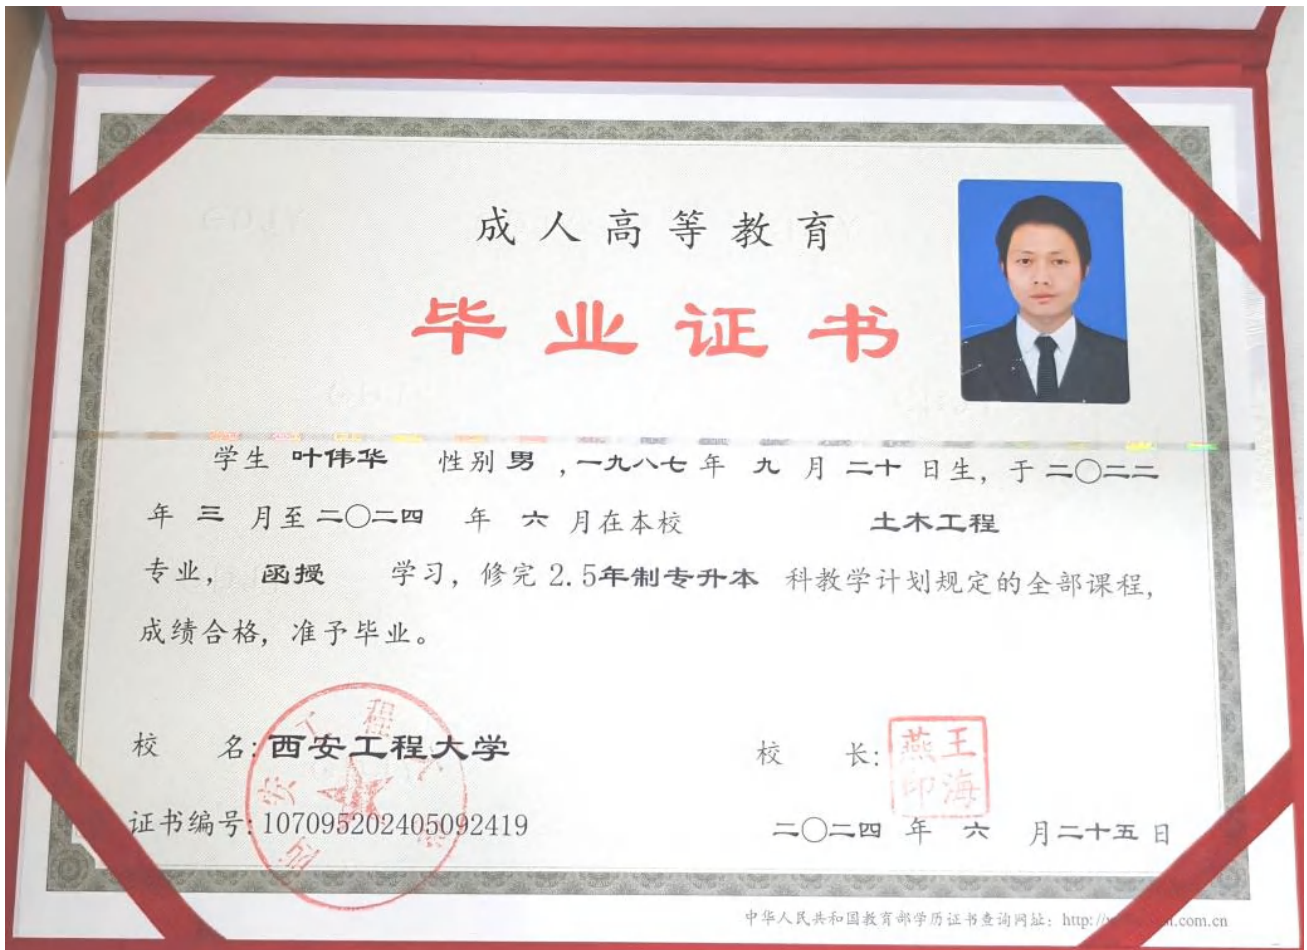 成人高等教育
毕业证书
学生 叶伟华 性别 男 ,一九八七 年 九 月 二十 日生, 于 二〇二二
年 三 月至 二〇二四 年 六 月在本校 土木工程
专业, 函授 学习, 修完 2.5年制专升本 科教学计划规定的全部课程,
成绩合格, 准予毕业。
校 名: 西安工程大学
校 长: 王海燕印
证书编号: 107095202405092419
二〇二四 年 六 月二十五 日
中华人民共和国教育部学历证书查询网址: http://
.com.cn